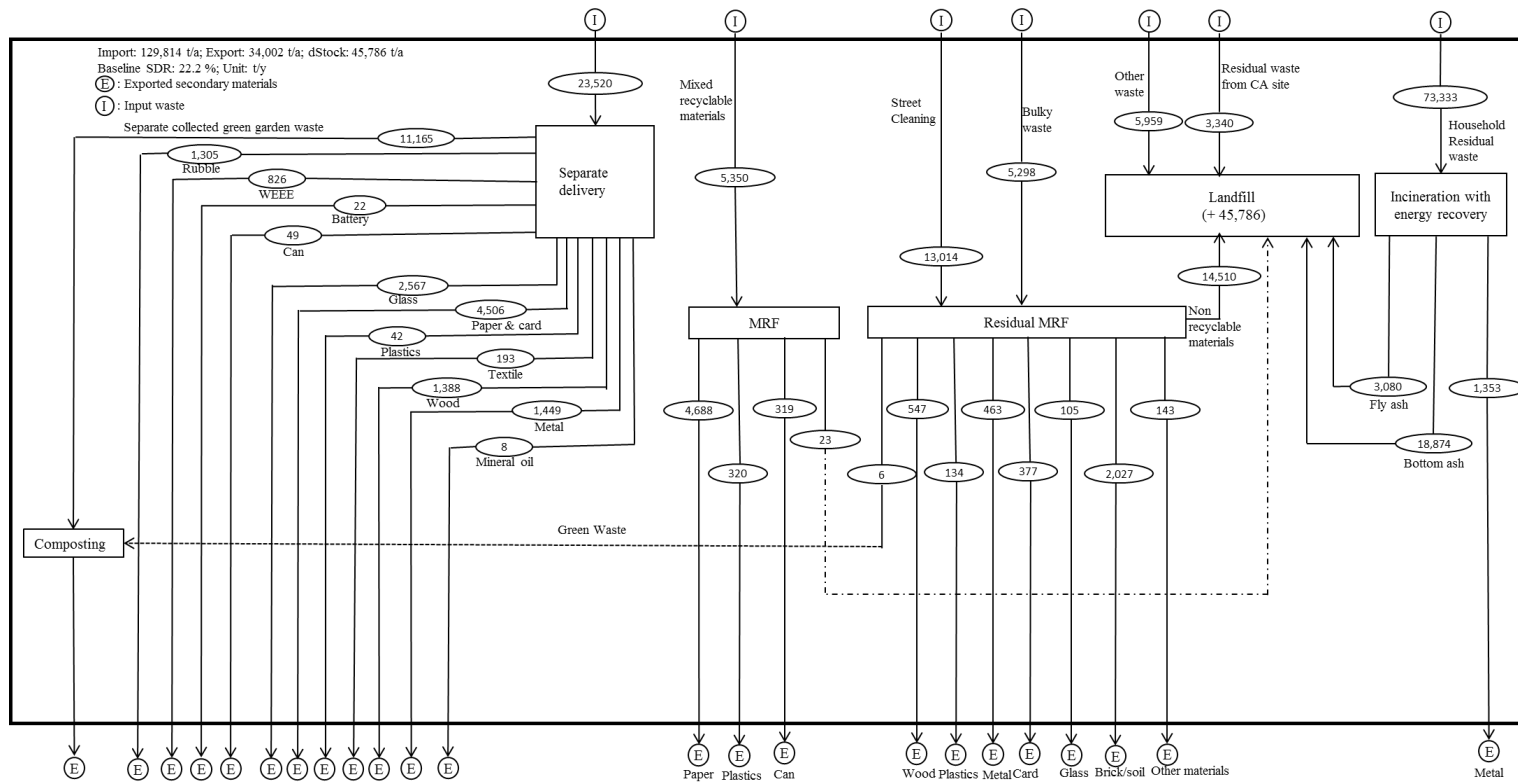 I
I
I
I
I
I
I
Import: 129,814 t/a; Export: 34,002 t/a; dStock: 45,786 t/a
Baseline SDR: 22.2 %; Unit: t/y
E : Exported secondary materials
I : Input waste
23,520
Mixed
recyclable
materials
Street
Cleaning
Bulky
waste
Other
waste
5,959
Residual waste
from CA site
3,340
73,333
Household
Residual
waste
Separate collected green garden waste
11,165
1,305
Rubble
826
WEEE
22
Battery
49
Can
Separate
delivery
5,350
5,298
Landfill
(+ 45,786)
Incineration with
energy recovery
13,014
14,510
2,567
Glass
4,506
Paper & card
42
Plastics
193
Textile
1,388
Wood
1,449
Metal
8
Mineral oil
MRF
Residual MRF
Non
recyclable
materials
3,080
Fly ash
1,353
4,688
319
547
463
105
143
23
18,874
Bottom ash
320
6
134
377
2,027
Composting
Green Waste
E
E
E
E
E
E
E
E
E
E
E
E
E
Paper
E
Plastics
E
Can
E
Wood
E
Plastics
E
Metal
E
Card
E
Glass
E
Brick/soil
E
Other materials
E
Metal